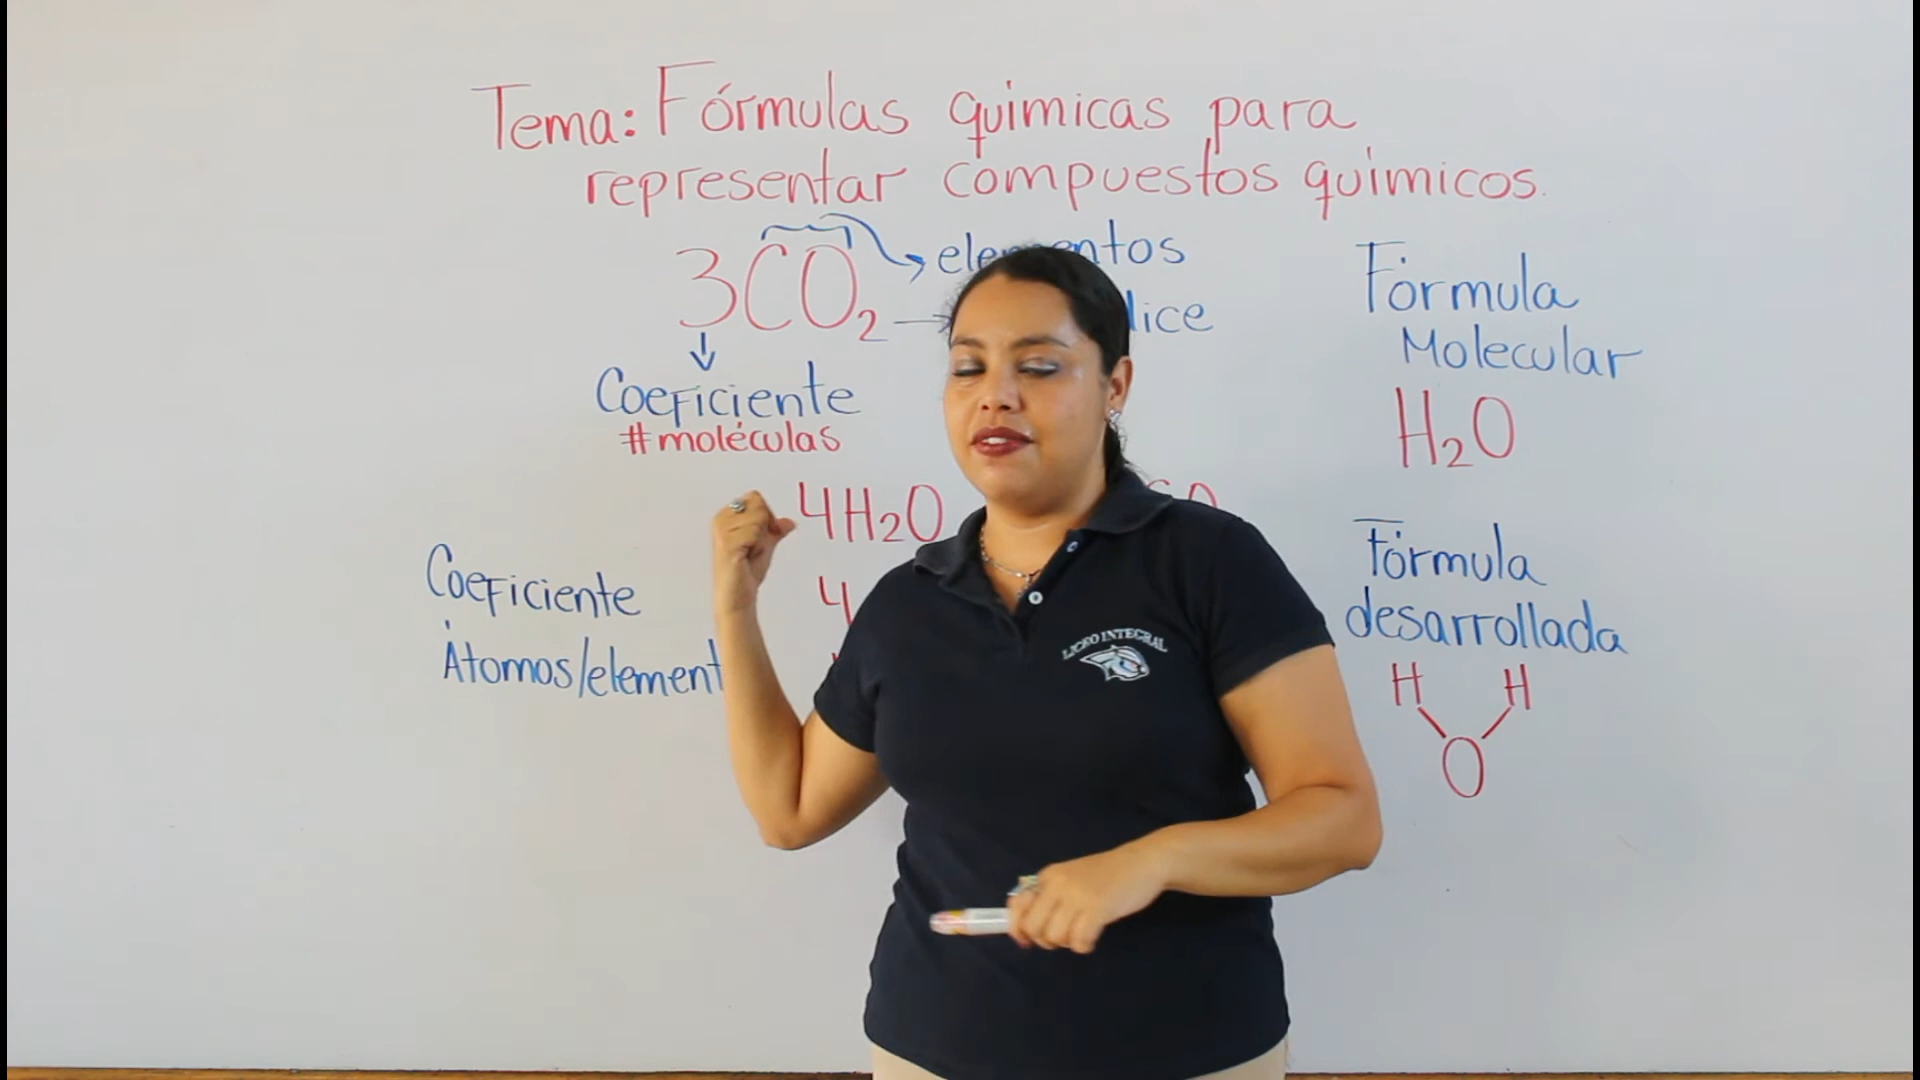 Tema: Fórmulas quimicas para
representar compuestos quimicos.
3CO₂
Coeficiente
#moléculas
4H₂O
4
Coeficiente
Átomos/element
LICEO INTEGRAL
Fórmula
Molecular
H₂O
Fórmula
desarrollada
H H
O